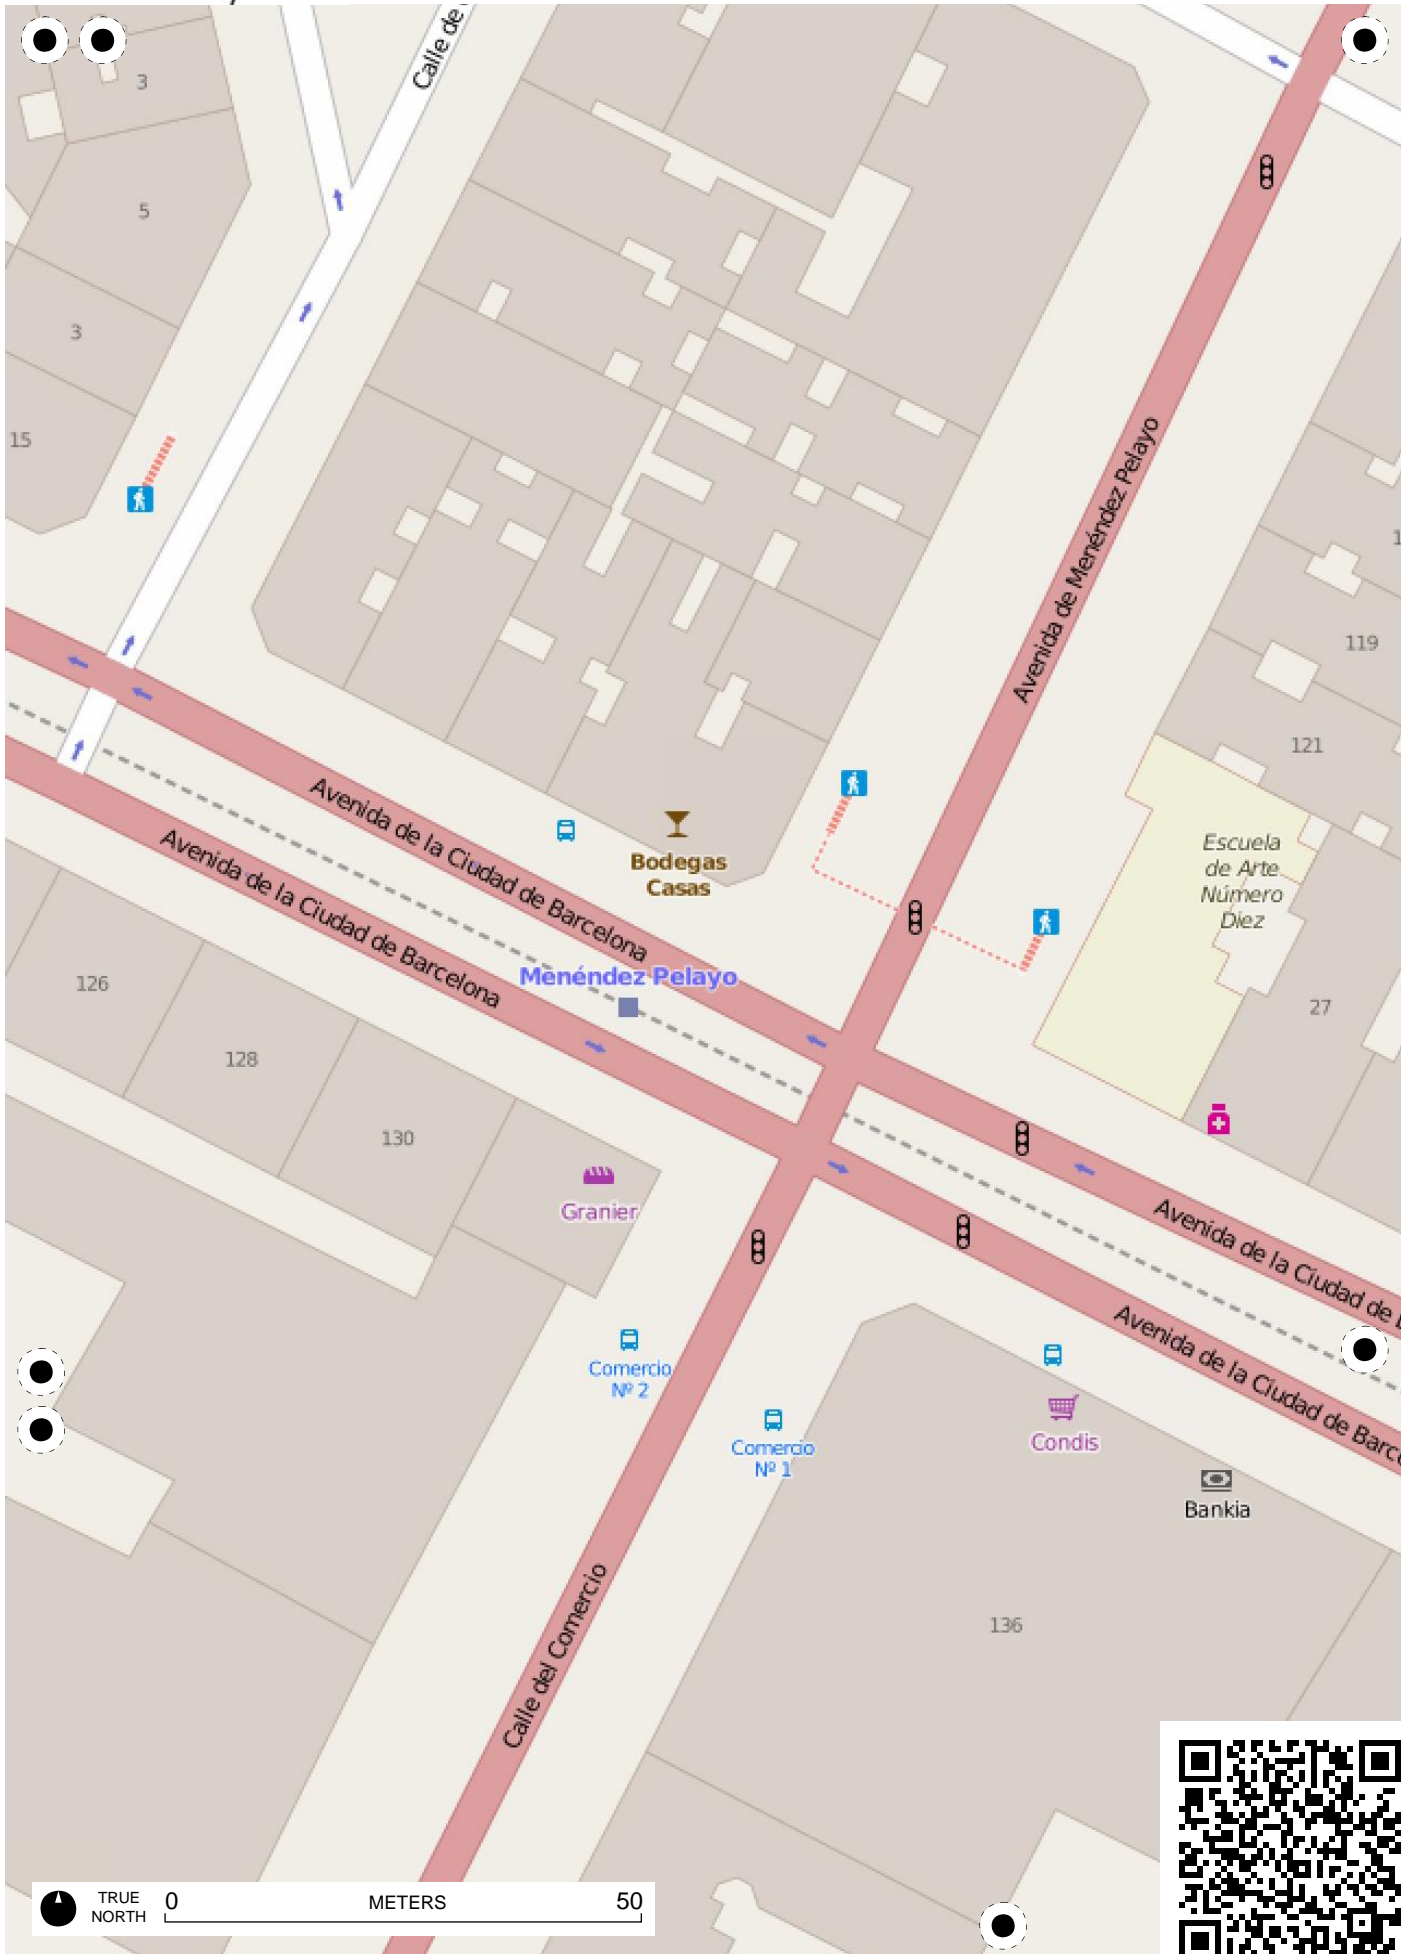 Calle de
3
5
3
15
Avenida de Menéndez Pelayo
119
121
Avenida de la Ciudad de Barcelona
Avenida de la Ciudad de Barcelona
Bodegas
Casas
Escuela
de Arte
Número
Diez
Menéndez Pelayo
126
128
130
27
Granier
Avenida de la Ciudad de
Avenida de la Ciudad de Barc
Comercio
Nº 2
Comercio
Nº 1
Condis
Bankia
Calle del Comercio
136
TRUE
NORTH
0 METERS 50